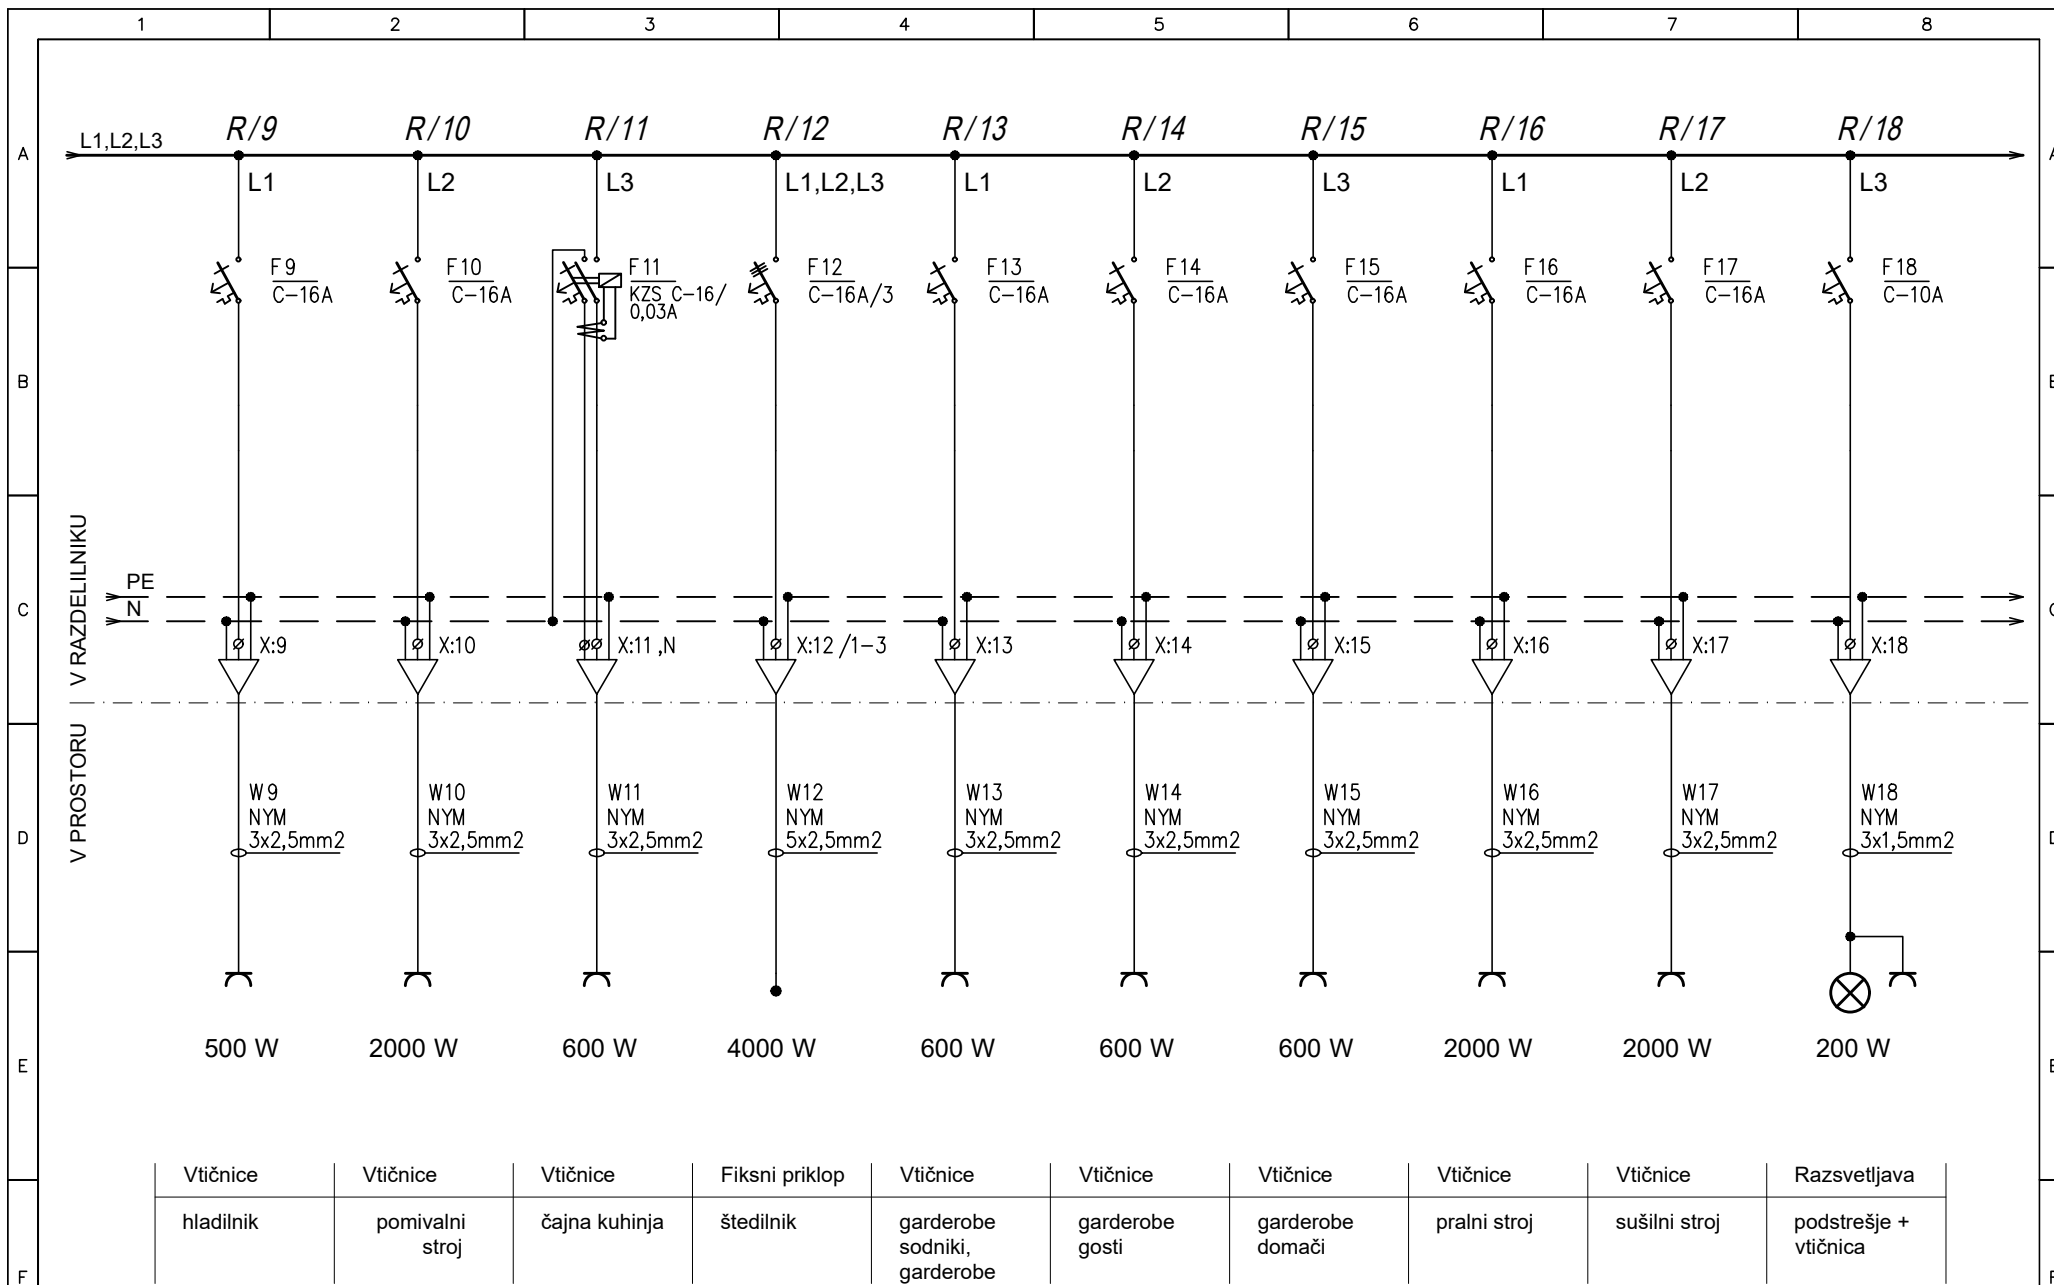 1 2 3 4 5 6 7 8
R/9 R/10 R/11 R/12 R/13 R/14 R/15 R/16 R/17 R/18
A L1,L2,L3
L1 L2 L3 L1,L2,L3 L1 L2 L3 L1 L2 L3
F9 F10 F11 F12 F13 F14 F15 F16 F17 F18
C-16A C-16A KZS C-16/ C-16A/3 C-16A C-16A C-16A C-16A C-16A C-10A
0,03A
B
V RAZDELILNIKU
PE
C N
X:9 X:10 X:11,N X:12/1-3 X:13 X:14 X:15 X:16 X:17 X:18
V PROSTORU
W9 W10 W11 W12 W13 W14 W15 W16 W17 W18
NYM NYM NYM NYM NYM NYM NYM NYM NYM NYM
D 3x2,5mm2 3x2,5mm2 3x2,5mm2 5x2,5mm2 3x2,5mm2 3x2,5mm2 3x2,5mm2 3x2,5mm2 3x2,5mm2 3x1,5mm2
500 W 2000 W 600 W 4000 W 600 W 600 W 600 W 2000 W 2000 W 200 W
E
Vtičnice Vtičnice Vtičnice Fiksni priklop Vtičnice Vtičnice Vtičnice Vtičnice Vtičnice Razsvetljava
hladilnik pomivalni čajna kuhinja štedilnik garderobe garderobe garderobe pralni stroj sušilni stroj podstrešje +
stroj sodniki, gosti domači vtičnica
F garderobe